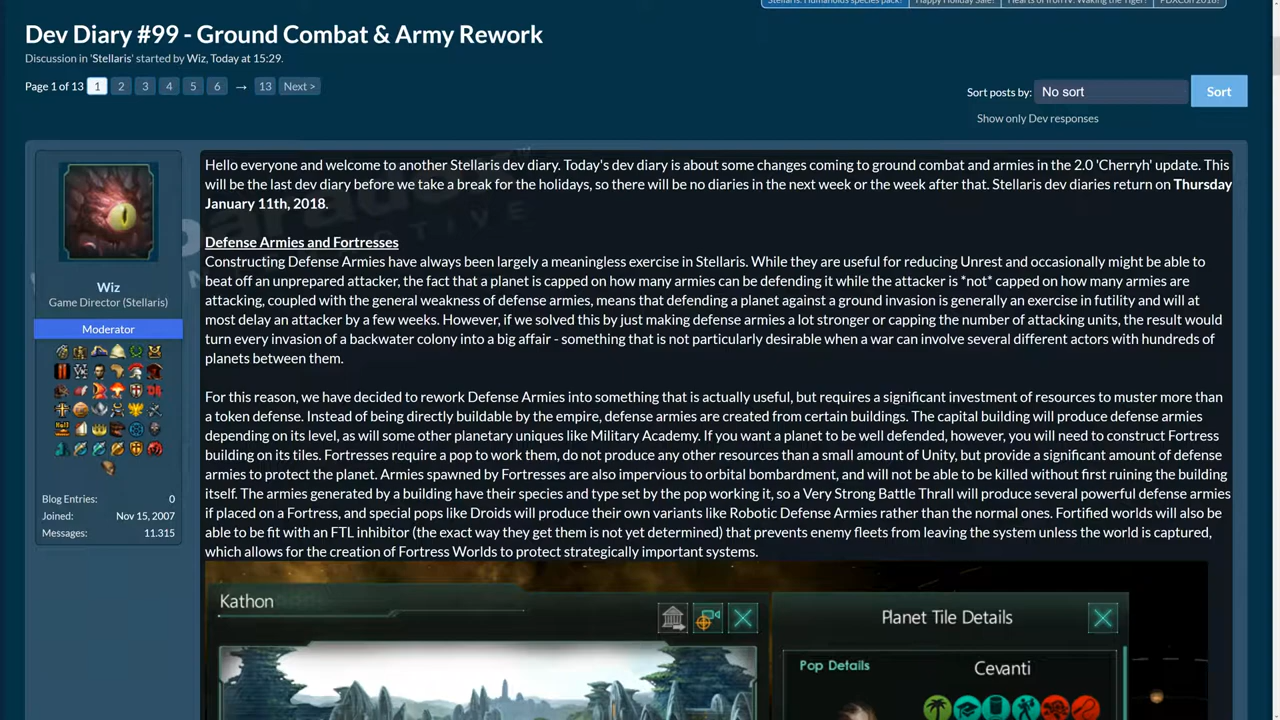 Stellaris: Humanoids species pack! Happy Holiday Sale! Hearts of Iron IV: Waking the Tiger! PDXCon 2018!
Dev Diary #99 - Ground Combat & Army Rework
Discussion in 'Stellaris' started by Wiz, Today at 15:29.
Page 1 of 13 1 2 3 4 5 6 → 13 Next >
Sort posts by: No sort Sort
Show only Dev responses
Wiz
Game Director (Stellaris)
Moderator
Blog Entries: 0
Joined: Nov 15, 2007
Messages: 11.315
Hello everyone and welcome to another Stellaris dev diary. Today's dev diary is about some changes coming to ground combat and armies in the 2.0 'Cherryh' update. This
will be the last dev diary before we take a break for the holidays, so there will be no diaries in the next week or the week after that. Stellaris dev diaries return on Thursday
January 11th, 2018.
Defense Armies and Fortresses
Constructing Defense Armies have always been largely a meaningless exercise in Stellaris. While they are useful for reducing Unrest and occasionally might be able to
beat off an unprepared attacker, the fact that a planet is capped on how many armies can be defending it while the attacker is *not* capped on how many armies are
attacking, coupled with the general weakness of defense armies, means that defending a planet against a ground invasion is generally an exercise in futility and will at
most delay an attacker by a few weeks. However, if we solved this by just making defense armies a lot stronger or capping the number of attacking units, the result would
turn every invasion of a backwater colony into a big affair - something that is not particularly desirable when a war can involve several different actors with hundreds of
planets between them.
For this reason, we have decided to rework Defense Armies into something that is actually useful, but requires a significant investment of resources to muster more than
a token defense. Instead of being directly buildable by the empire, defense armies are created from certain buildings. The capital building will produce defense armies
depending on its level, as will some other planetary uniques like Military Academy. If you want a planet to be well defended, however, you will need to construct Fortress
building on its tiles. Fortresses require a pop to work them, do not produce any other resources than a small amount of Unity, but provide a significant amount of defense
armies to protect the planet. Armies spawned by Fortresses are also impervious to orbital bombardment, and will not be able to be killed without first ruining the building
itself. The armies generated by a building have their species and type set by the pop working it, so a Very Strong Battle Thrall will produce several powerful defense armies
if placed on a Fortress, and special pops like Droids will produce their own variants like Robotic Defense Armies rather than the normal ones. Fortified worlds will also be
able to be fit with an FTL inhibitor (the exact way they get them is not yet determined) that prevents enemy fleets from leaving the system unless the world is captured,
which allows for the creation of Fortress Worlds to protect strategically important systems.
Kathon
Planet Tile Details
Pop Details
Cevanti